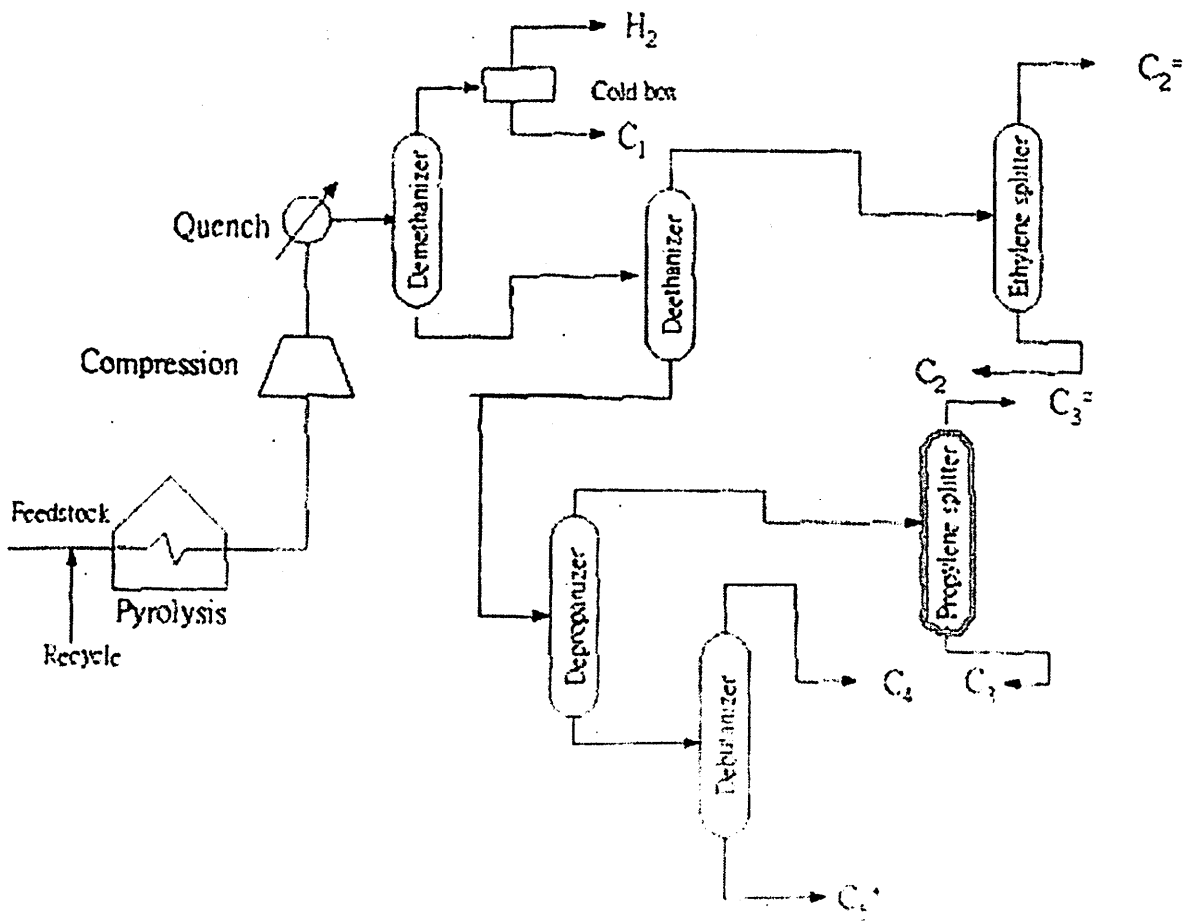 H₂
Cold box
C₁
C₂=
Demethanizer
Quench
Deethanizer
Ethylene splitter
Compression
C₂
C₃=
Feedstock
Pyrolysis
Recycle
Depropanizer
Propylene splitter
Debutanizer
C₄
C₃